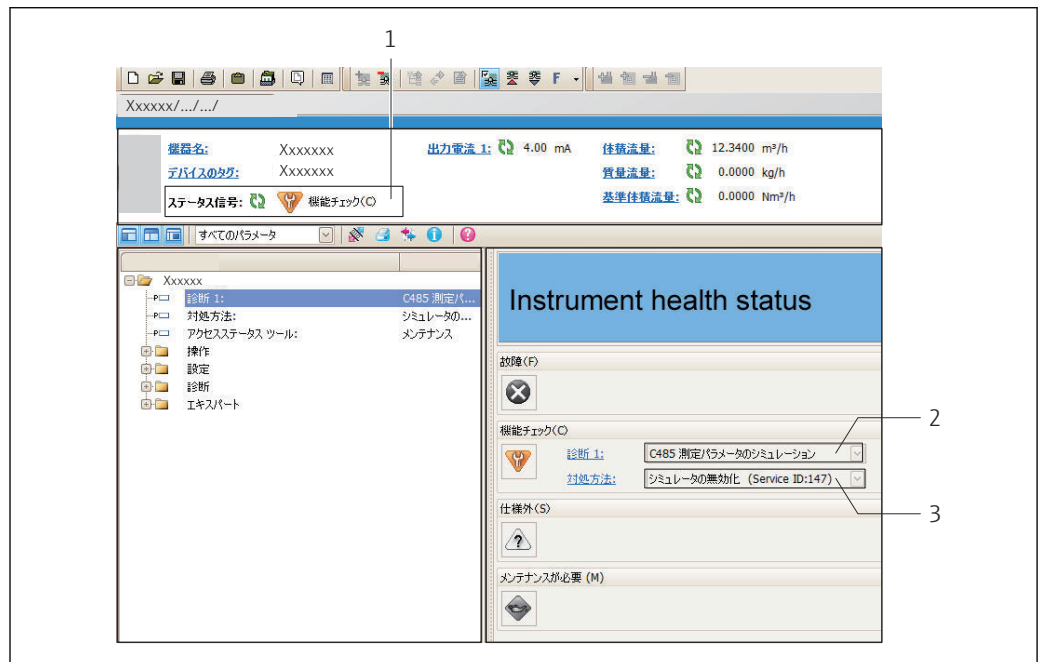 1
F
Xxxxxx/.../.../
機器名: Xxxxxxx 出力電流 1: 4.00 mA 体積流量: 12.3400 m³/h
デバイスのタグ: Xxxxxxx 質量流量: 0.0000 kg/h
ステータス信号: 機能チェック(C) 基準体積流量: 0.0000 Nm³/h
すべてのパラメータ
Xxxxxx
診断 1: C485 測定パ...
対処方法: シミュレータの...
アクセスステータス ツール: メンテナンス
操作
設定
診断
エキスパート
Instrument health status
故障(F)
機能チェック(C)
診断 1: C485 測定パラメータのシミュレーション
2
対処方法: シミュレータの無効化 (Service ID:147)
3
仕様外(S)
メンテナンスが必要 (M)